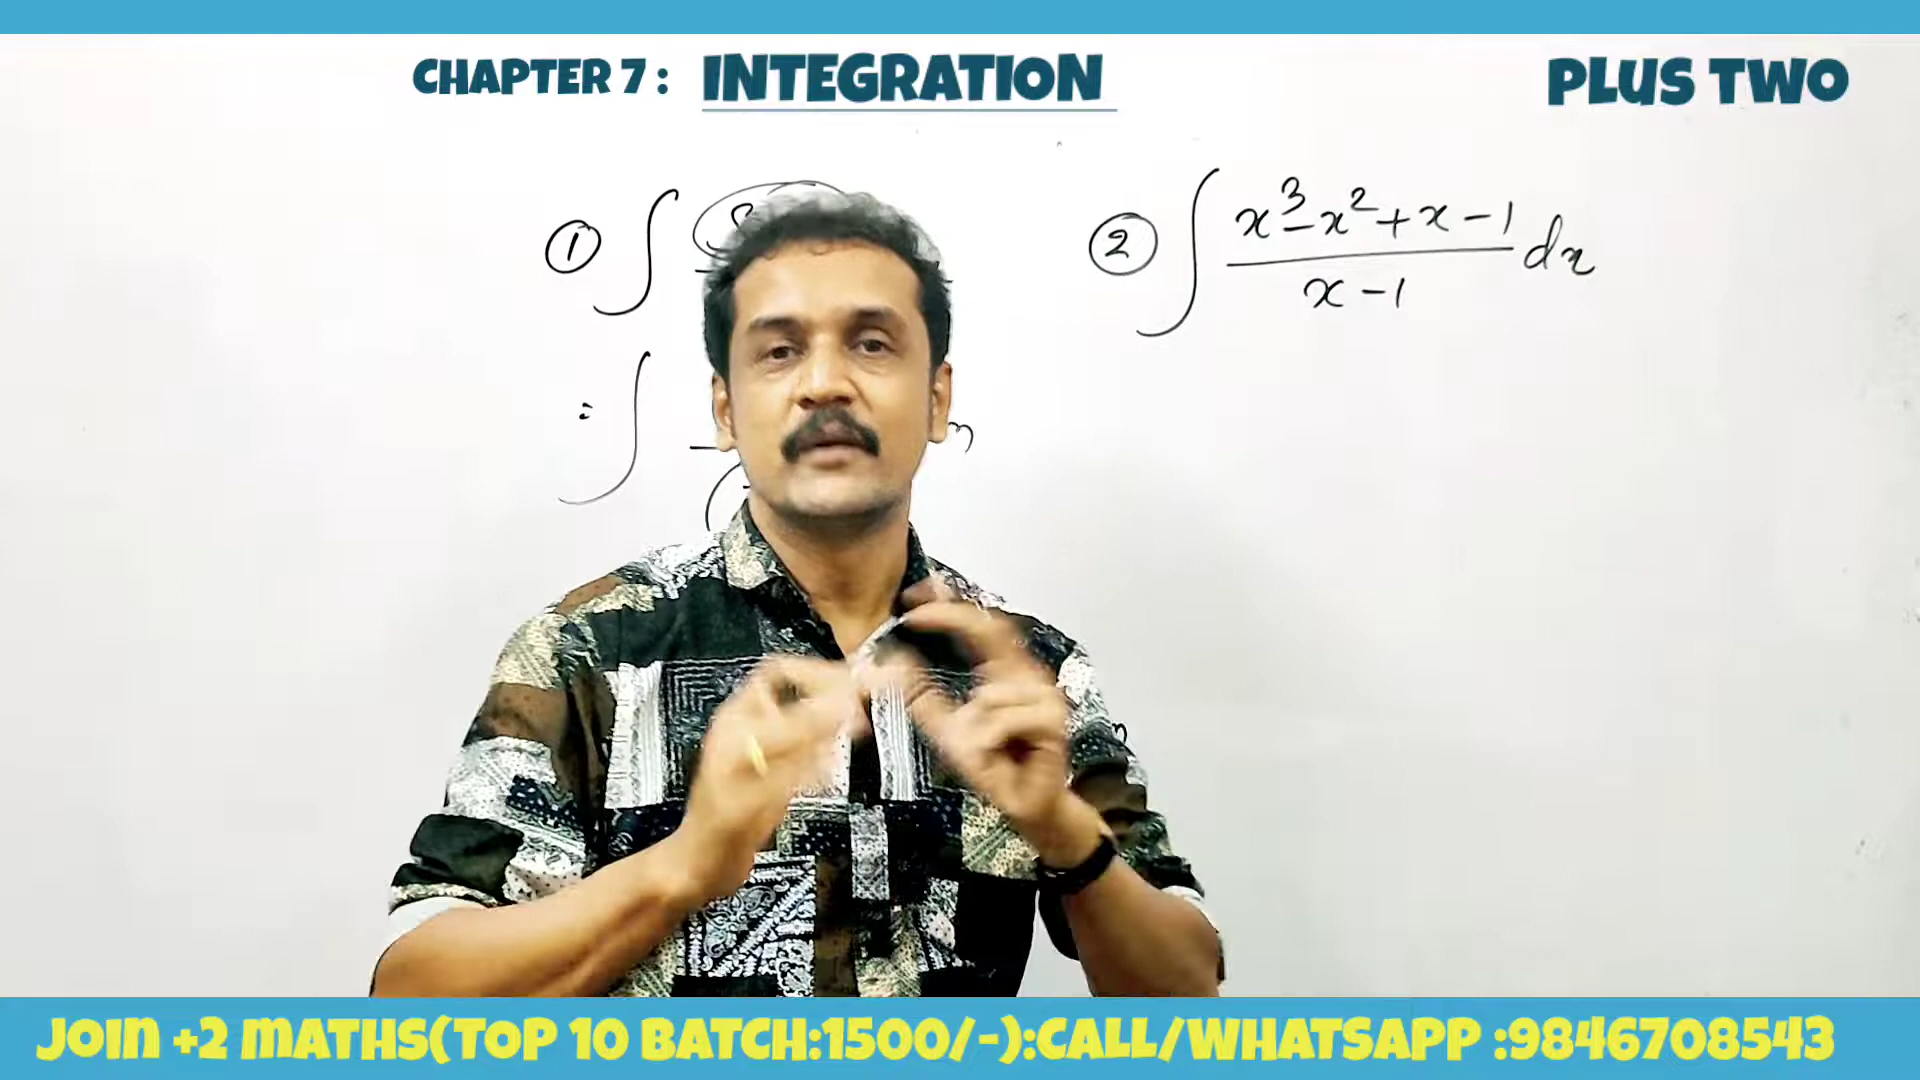 CHAPTER 7 : INTEGRATION
PLUS TWO
① ∫
② ∫ x³-x²+x-1 / x-1 dx
= ∫
JOIN +2 MATHS(TOP 10 BATCH:1500/-):CALL/WHATSAPP :9846708543